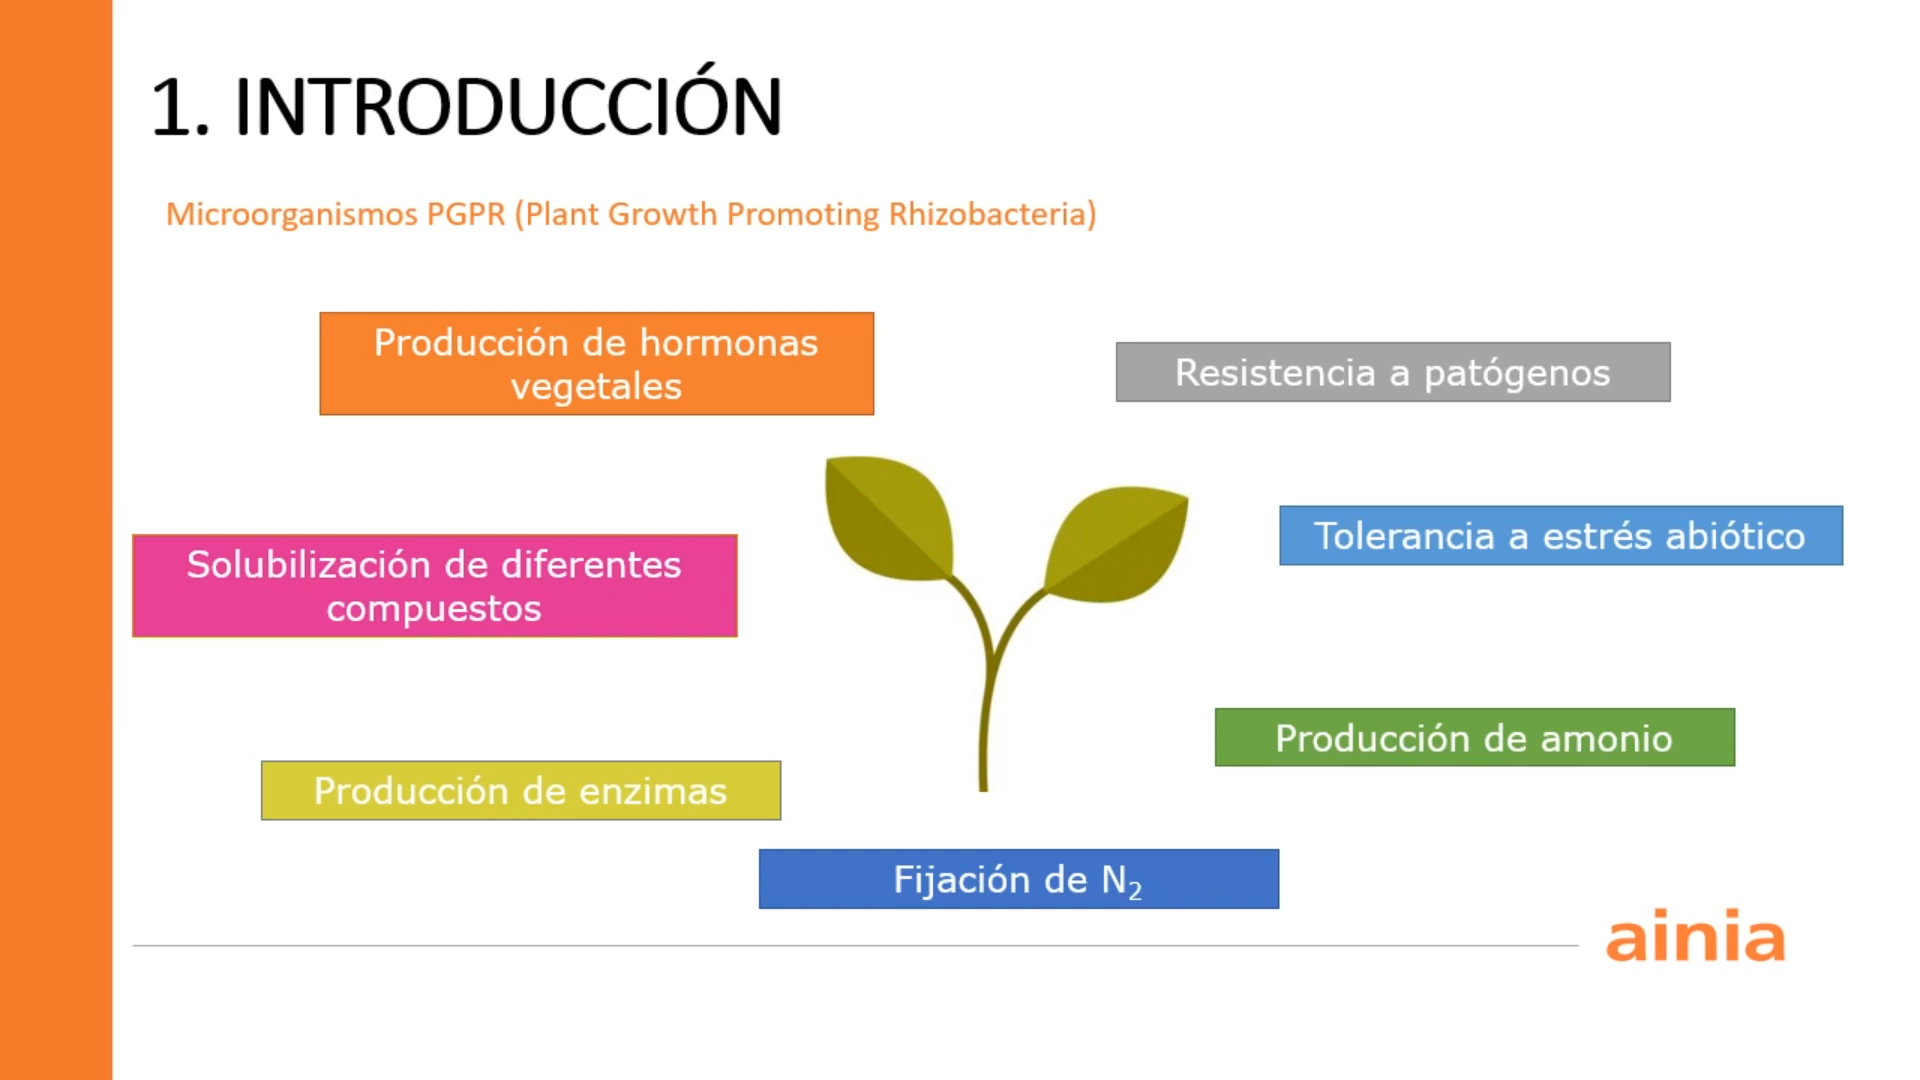 1. INTRODUCCIÓN
Microorganismos PGPR (Plant Growth Promoting Rhizobacteria)
Producción de hormonas
vegetales
Resistencia a patógenos
Tolerancia a estrés abiótico
Solubilización de diferentes
compuestos
Producción de amonio
Producción de enzimas
Fijación de N₂
ainia